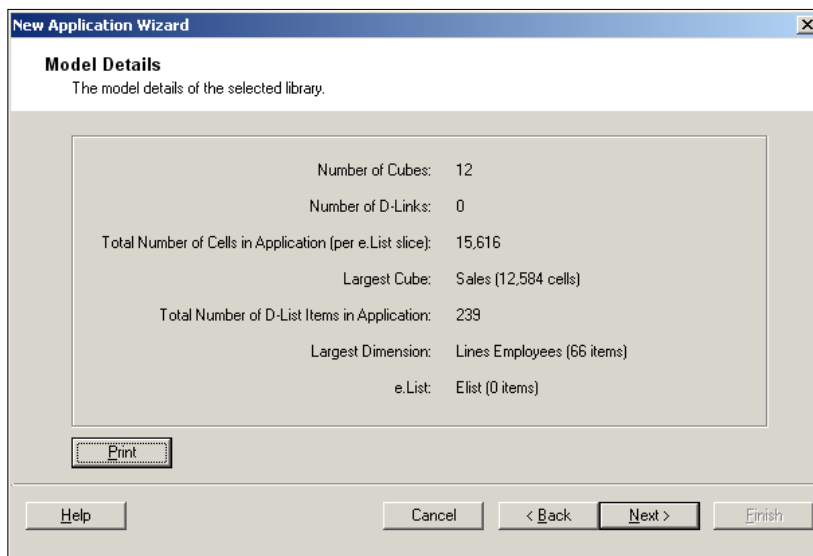 New Application Wizard
Model Details
The model details of the selected library.
Number of Cubes: 12
Number of D-Links: 0
Total Number of Cells in Application (per e.List slice): 15,616
Largest Cube: Sales (12,584 cells)
Total Number of D-List Items in Application: 239
Largest Dimension: Lines Employees (66 items)
e.List: Elist (0 items)
Print
Help Cancel < Back Next > Finish